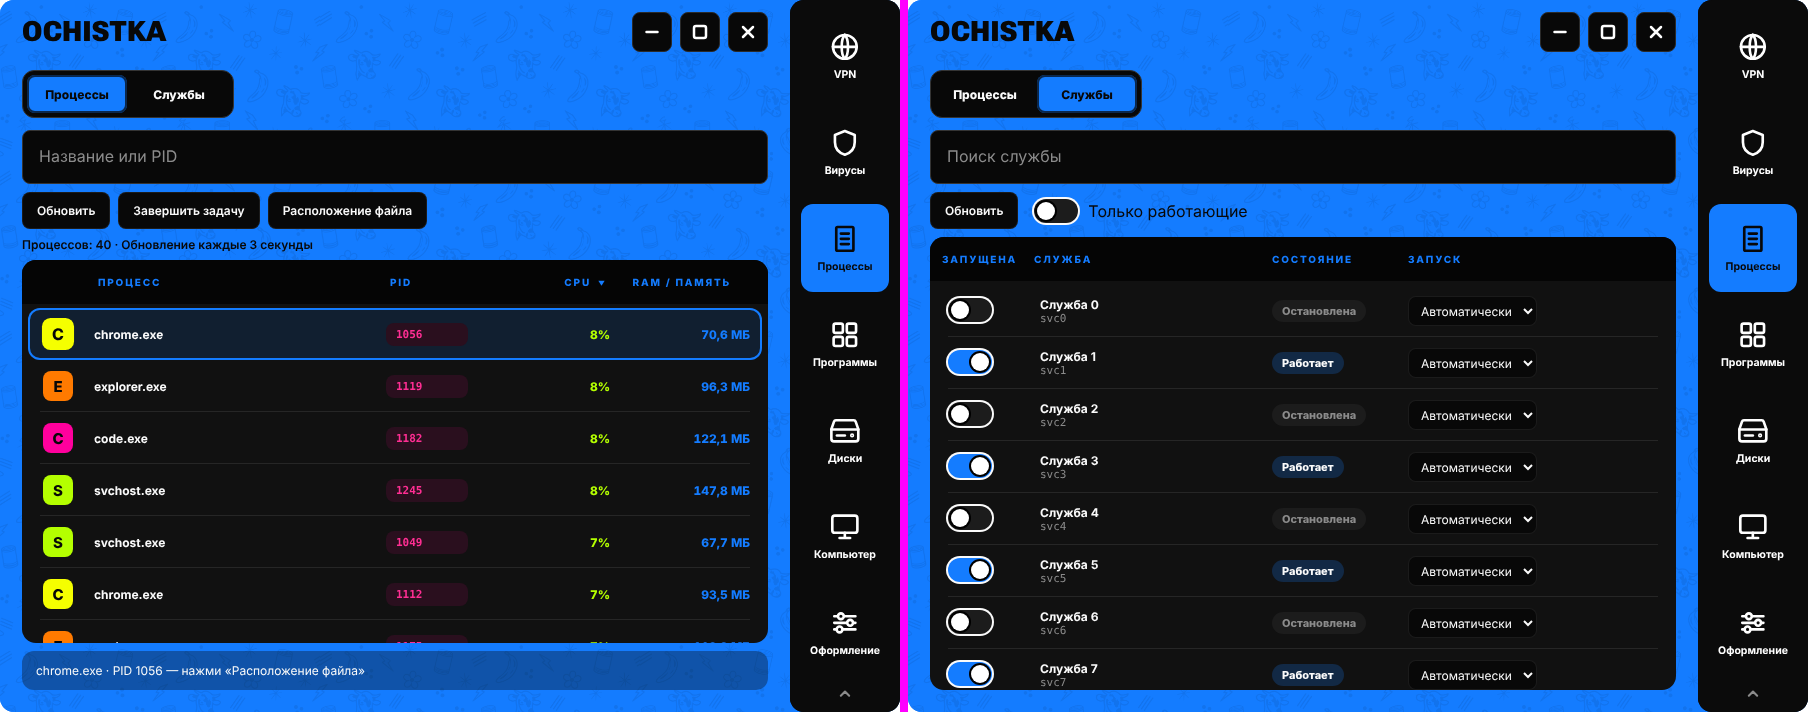 OCHISTKA
Процессы Службы
Название или PID
Обновить Завершить задачу Расположение файла
Процессов: 40 · Обновление каждые 3 секунды
ПРОЦЕСС PID CPU ▼ RAM / ПАМЯТЬ
C chrome.exe 1056 8% 70,6 МБ
E explorer.exe 1119 8% 96,3 МБ
C code.exe 1182 8% 122,1 МБ
S svchost.exe 1245 8% 147,8 МБ
S svchost.exe 1049 7% 67,7 МБ
C chrome.exe 1112 7% 93,5 МБ
chrome.exe · PID 1056 — нажми «Расположение файла»
VPN
Вирусы
Процессы
Программы
Диски
Компьютер
Оформление
OCHISTKA
Процессы Службы
Поиск службы
Обновить Только работающие
ЗАПУЩЕНА СЛУЖБА СОСТОЯНИЕ ЗАПУСК
Служба 0 Остановлена Автоматически
svc0
Служба 1 Работает Автоматически
svc1
Служба 2 Остановлена Автоматически
svc2
Служба 3 Работает Автоматически
svc3
Служба 4 Остановлена Автоматически
svc4
Служба 5 Работает Автоматически
svc5
Служба 6 Остановлена Автоматически
svc6
Служба 7 Работает Автоматически
svc7
VPN
Вирусы
Процессы
Программы
Диски
Компьютер
Оформление